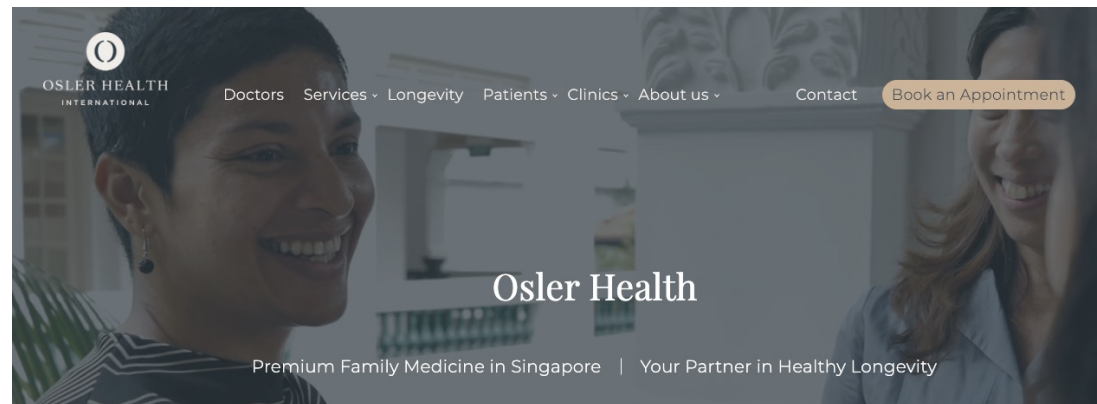 OSLER HEALTH
INTERNATIONAL
Doctors Services Longevity Patients Clinics About us Contact Book an Appointment
Osler Health
Premium Family Medicine in Singapore | Your Partner in Healthy Longevity